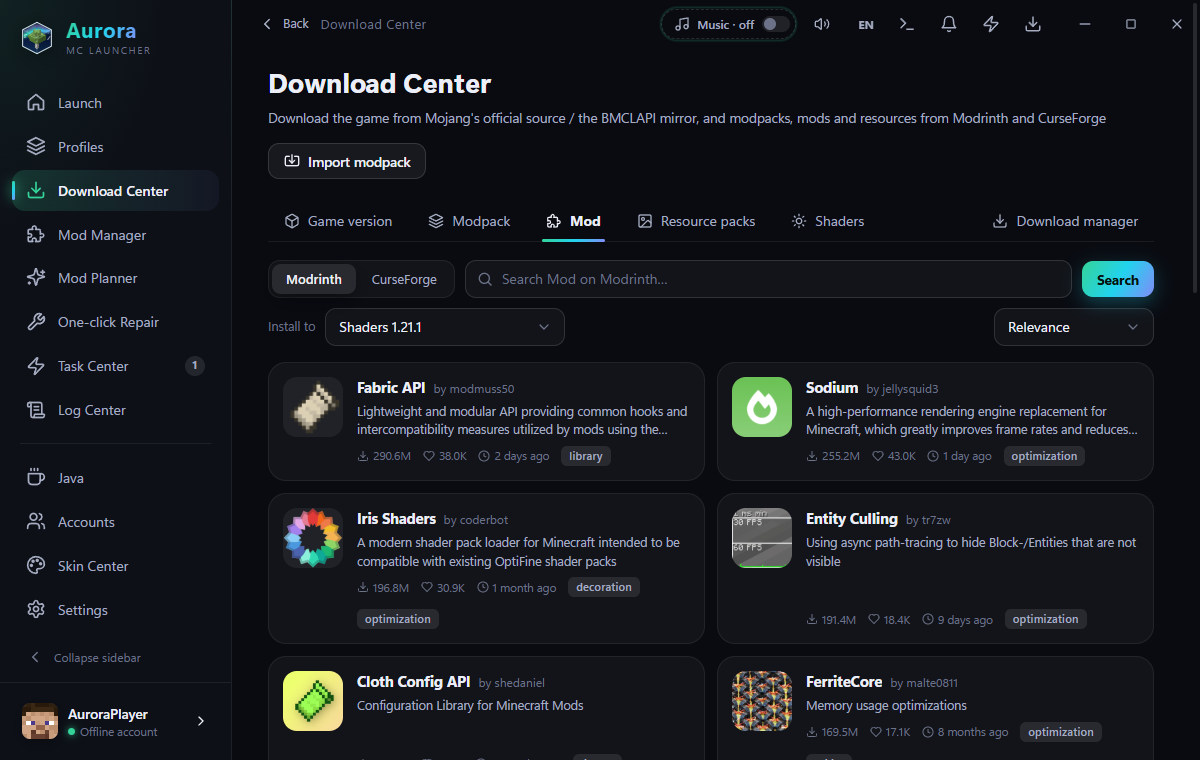 Aurora
MC LAUNCHER
Launch
Profiles
Download Center
Mod Manager
Mod Planner
One-click Repair
Task Center
1
Log Center
Java
Accounts
Skin Center
Settings
Collapse sidebar
AuroraPlayer
Offline account
Back Download Center
Music · off
EN
Download Center
Download the game from Mojang's official source / the BMCLAPI mirror, and modpacks, mods and resources from Modrinth and CurseForge
Import modpack
Game version Modpack Mod Resource packs Shaders Download manager
Modrinth CurseForge Search Mod on Modrinth... Search
Install to Shaders 1.21.1 Relevance
Fabric API by modmuss50
Lightweight and modular API providing common hooks and
intercompatibility measures utilized by mods using the...
290.6M 38.0K 2 days ago library
Sodium by jellysquid3
A high-performance rendering engine replacement for
Minecraft, which greatly improves frame rates and reduces...
255.2M 43.0K 1 day ago optimization
Iris Shaders by coderbot
A modern shader pack loader for Minecraft intended to be
compatible with existing OptiFine shader packs
196.8M 30.9K 1 month ago decoration
optimization
30 FPS
60 FPS
Entity Culling by tr7zw
Using async path-tracing to hide Block-/Entities that are not
visible
191.4M 18.4K 9 days ago optimization
Cloth Config API by shedaniel
Configuration Library for Minecraft Mods
FerriteCore by malte0811
Memory usage optimizations
169.5M 17.1K 8 months ago optimization